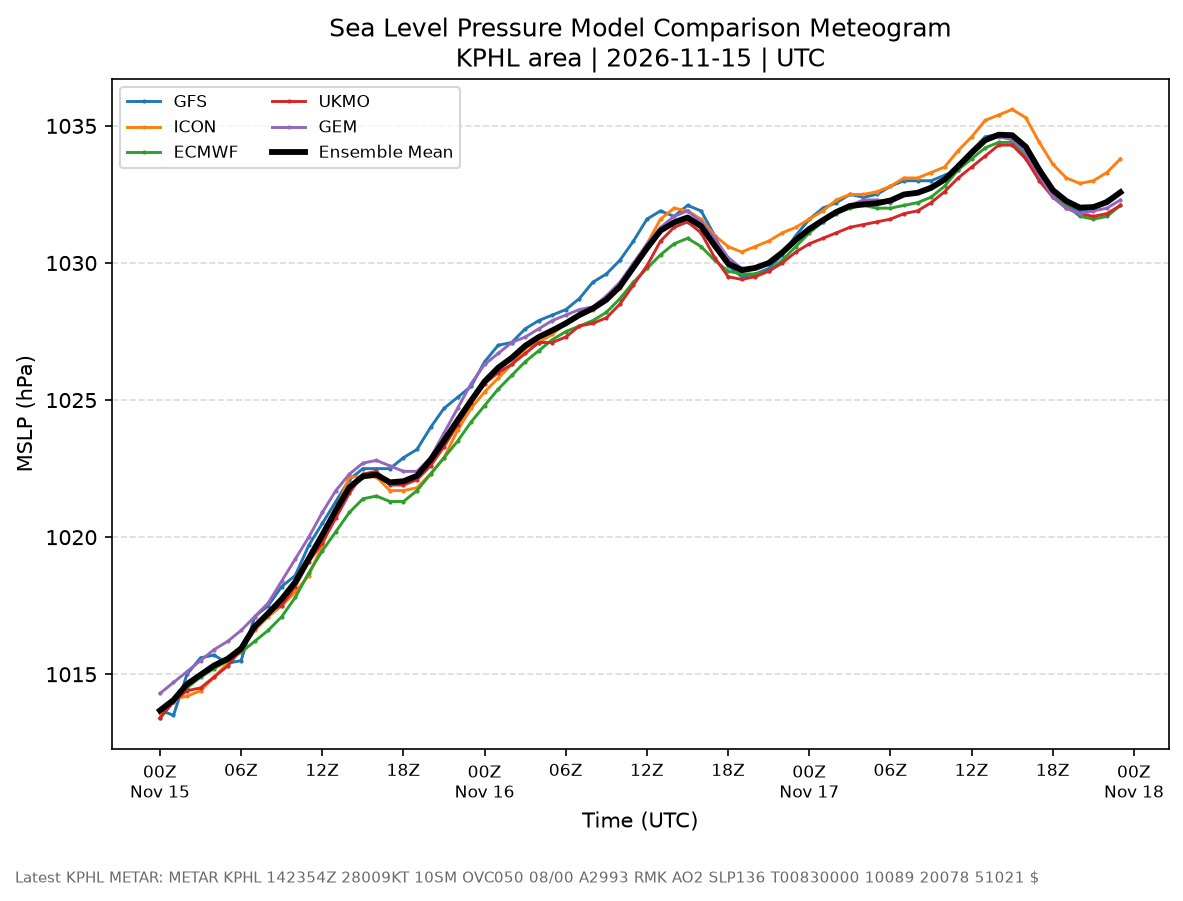 Sea Level Pressure Model Comparison Meteogram
KPHL area | 2026-11-15 | UTC
GFS
ICON
ECMWF
UKMO
GEM
Ensemble Mean
MSLP (hPa)
1035
1030
1025
1020
1015
00Z 06Z 12Z 18Z 00Z 06Z 12Z 18Z 00Z 06Z 12Z 18Z 00Z
Nov 15 Nov 16 Nov 17 Nov 18
Time (UTC)
Latest KPHL METAR: METAR KPHL 142354Z 28009KT 10SM OVC050 08/00 A2993 RMK AO2 SLP136 T00830000 10089 20078 51021 $